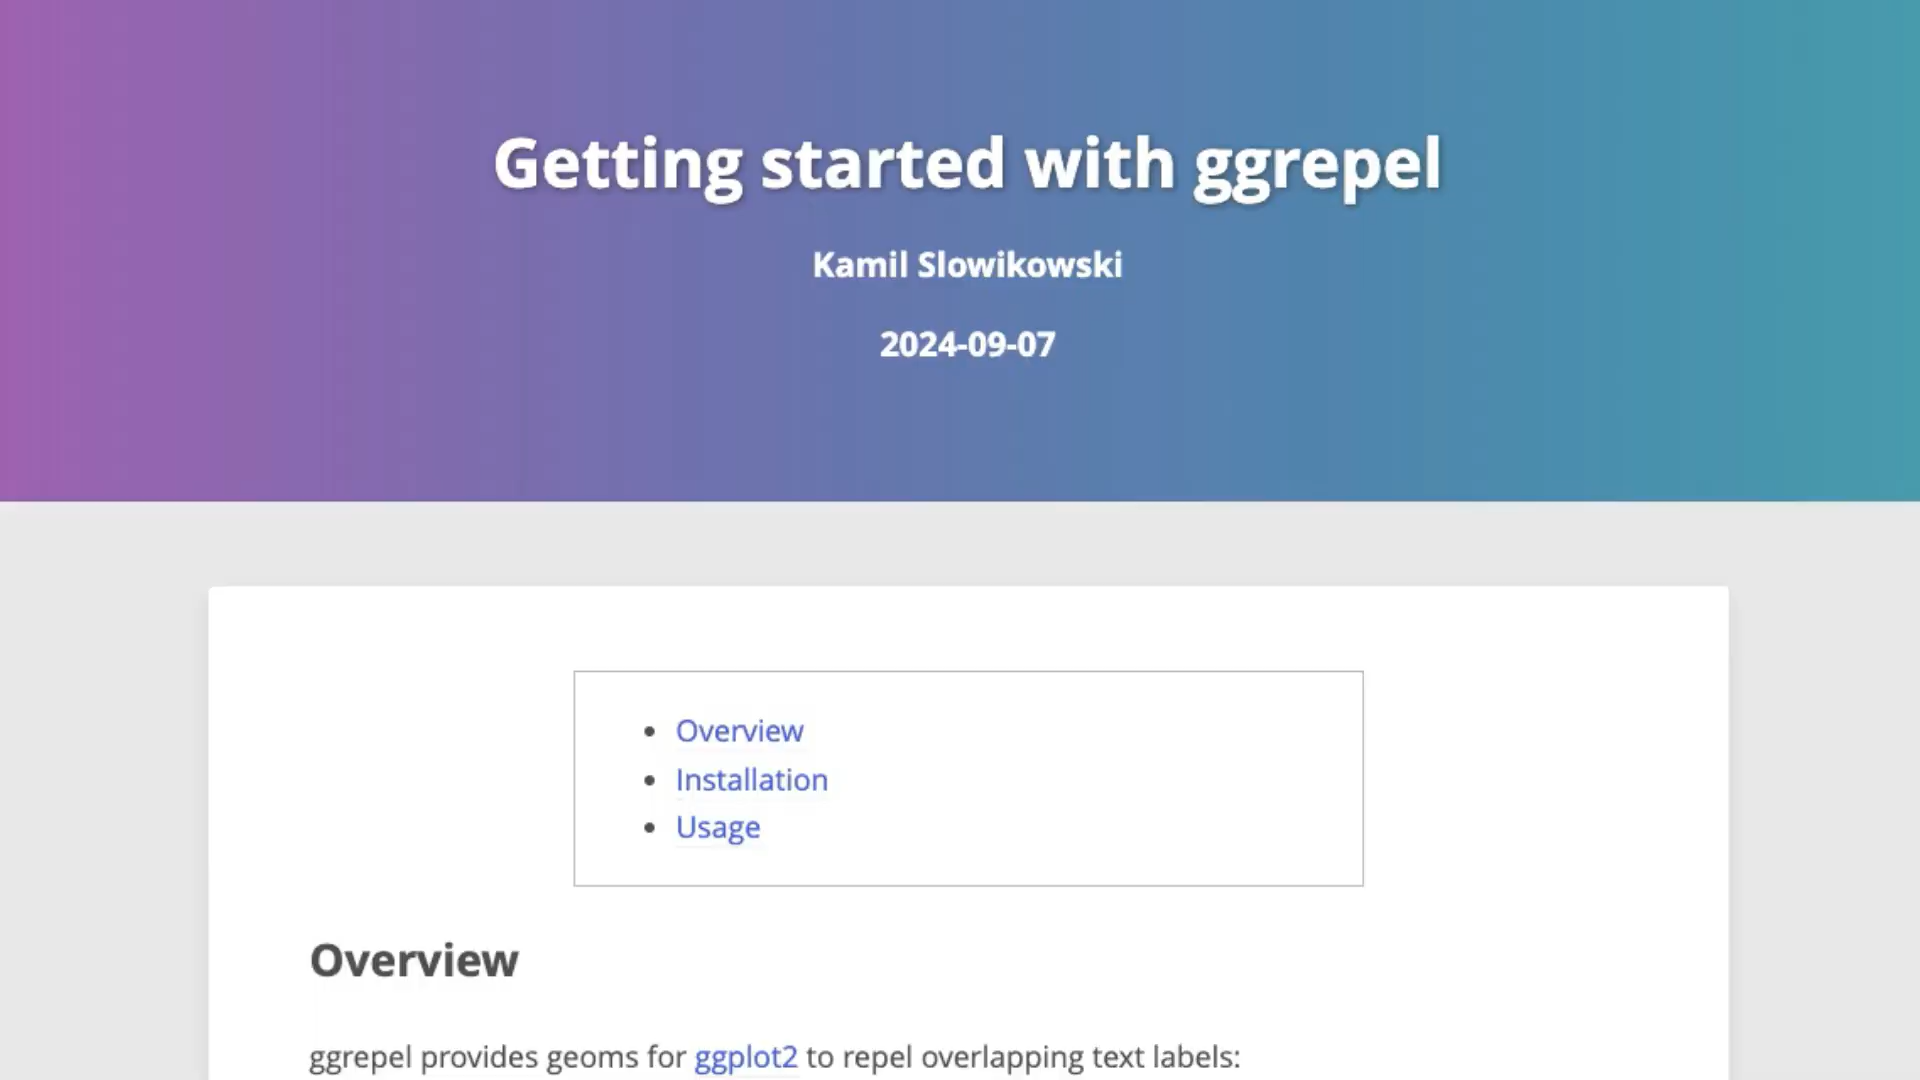 Getting started with ggrepel
Kamil Slowikowski
2024-09-07
Overview
Installation
Usage
Overview
ggrepel provides geoms for ggplot2 to repel overlapping text labels: